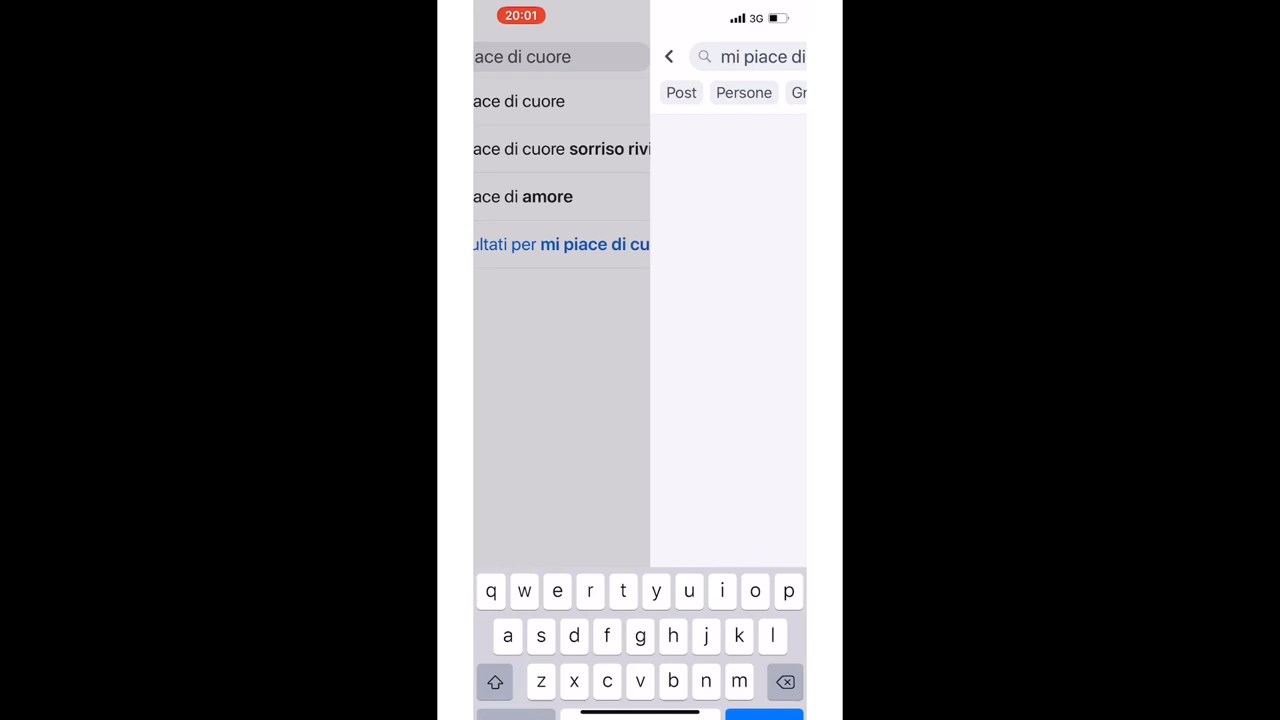 20:01
3G
ace di cuore
mi piace di
Post Persone Gr
ace di cuore
ace di cuore sorriso rivi
ace di amore
ultati per mi piace di cu
q w e r t y u i o p
a s d f g h j k l
z x c v b n m